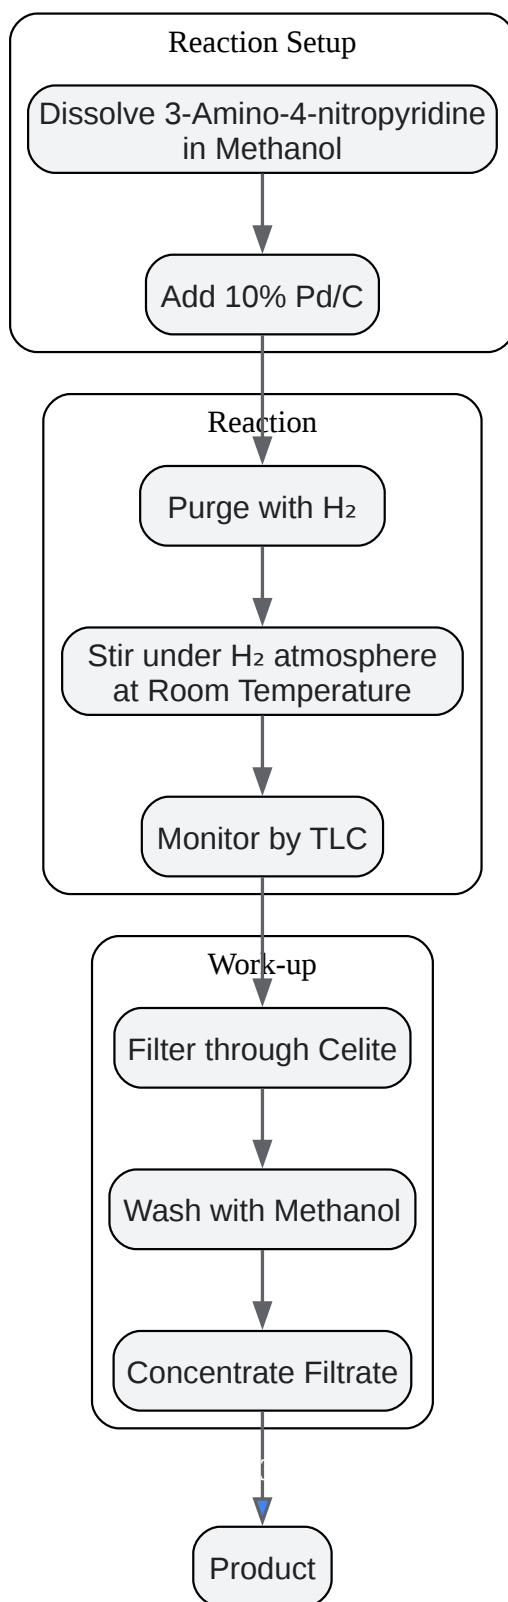 Reaction Setup
Dissolve 3-Amino-4-nitropyridine
in Methanol
Add 10% Pd/C
Reaction
Purge with H₂
Stir under H₂ atmosphere
at Room Temperature
Monitor by TLC
Work-up
Filter through Celite
Wash with Methanol
Concentrate Filtrate
Product